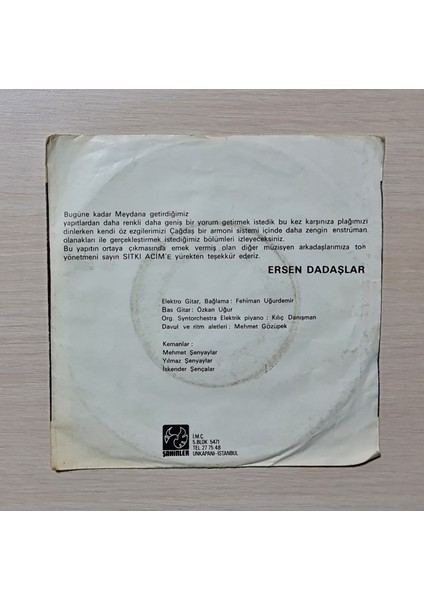 Bugüne kadar Meydana getirdiğimiz
yapıtlardan daha renkli daha geniş bir yorum getirmek istedik bu kez karşınıza plağımızı
dinlerken kendi öz ezgilerimizi Çağdaş bir armoni sistemi içinde daha zengin enstrüman
olanakları ile gerçekleştirmek istediğimiz bölümleri izleyeceksiniz.
Bu yapıtın ortaya çıkmasında emek vermiş olan diğer müzisyen arkadaşlarımıza ton
yönetmeni sayın SITKI ACİM'E yürekten teşekkür ederiz.
ERSEN DADAŞLAR
Elektro Gitar, Bağlama : Fehiman Uğurdemir
Bas Gitar : Özkan Uğur
Org. Syntorchestra Elektrik piyano : Kılıç Danışman
Davul ve ritm aletleri : Mehmet Gözüpek
Kemanlar :
Mehmet Şenyaylar
Yılmaz Şenyaylar
İskender Şençalar
ŞAHİNLER
İ.M.C.
5.BLOK 5471
TEL 27 75 48
UNKAPANI-İSTANBUL